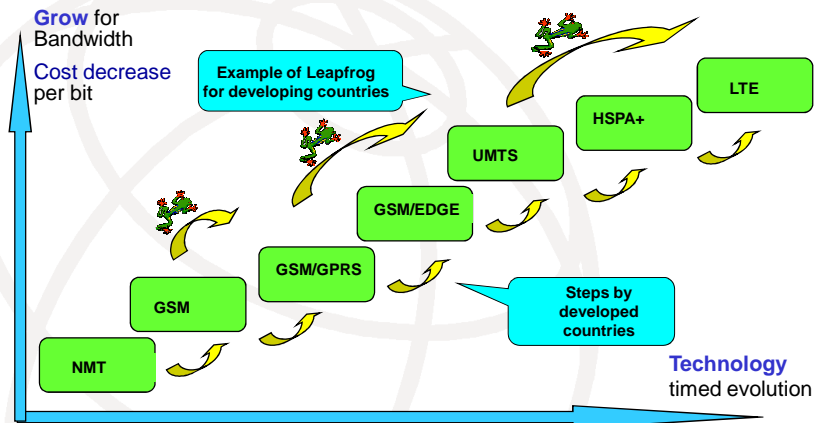 Grow for
Bandwidth
Cost decrease
per bit
Example of Leapfrog
for developing countries
LTE
HSPA+
UMTS
GSM/EDGE
GSM/GPRS
GSM
NMT
Steps by
developed
countries
Technology
timed evolution